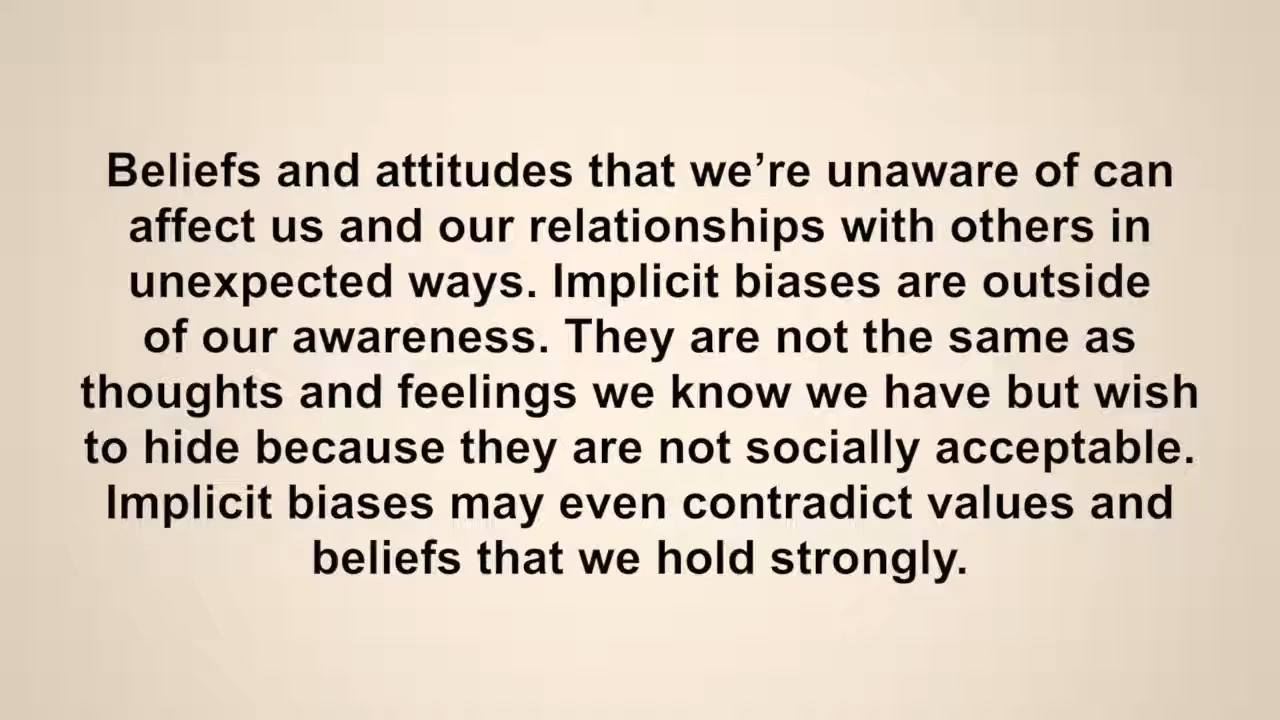 Beliefs and attitudes that we’re unaware of can
affect us and our relationships with others in
unexpected ways. Implicit biases are outside
of our awareness. They are not the same as
thoughts and feelings we know we have but wish
to hide because they are not socially acceptable.
Implicit biases may even contradict values and
beliefs that we hold strongly.